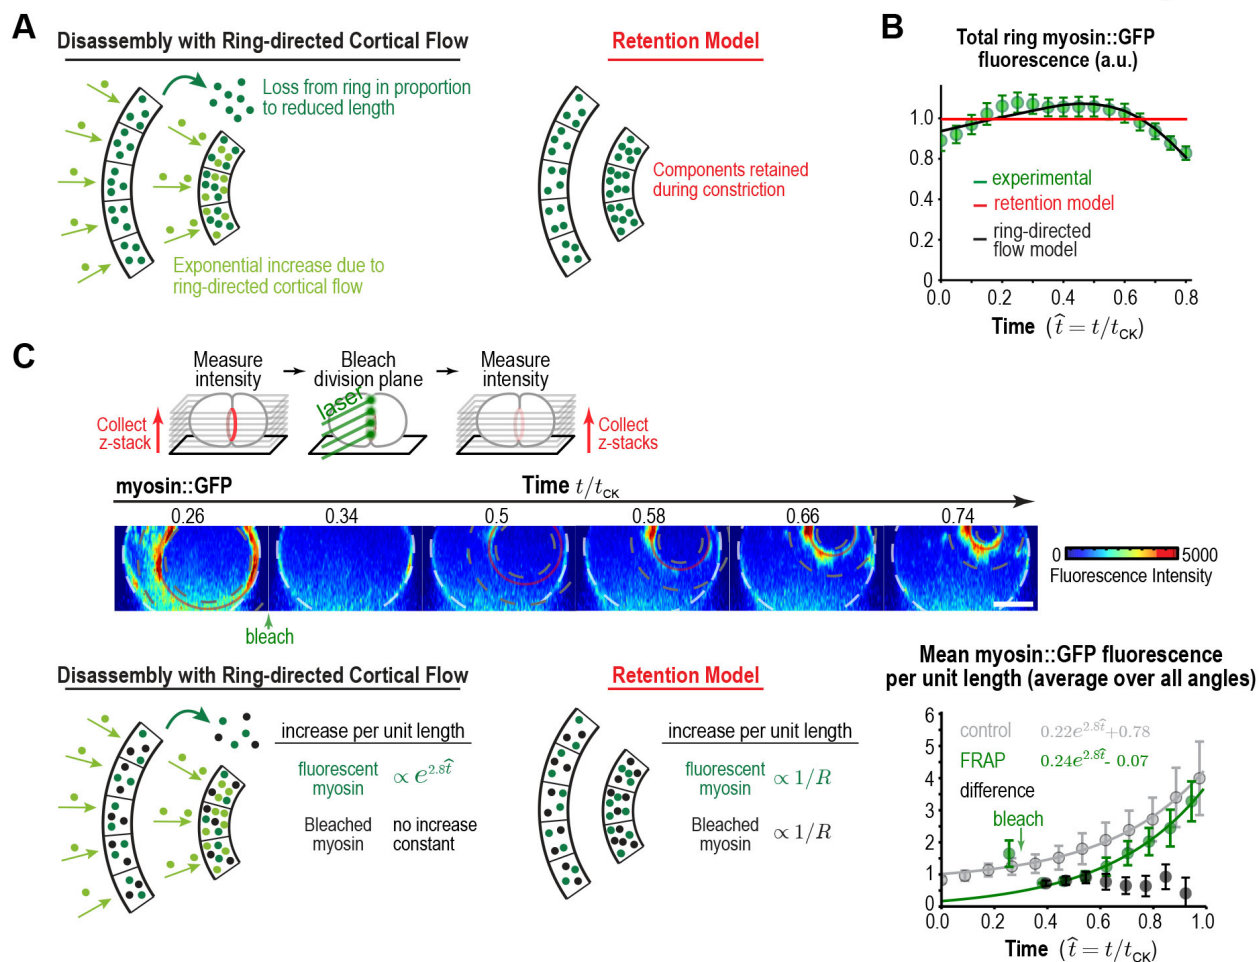 A
Disassembly with Ring-directed Cortical Flow
Loss from ring in proportion
to reduced length
Exponential increase due to
ring-directed cortical flow
Retention Model
Components retained
during constriction
B
Total ring myosin::GFP
fluorescence (a.u.)
1.0
0.8
0.4
0.2
0
experimental
retention model
ring-directed
flow model
0.0 0.2 0.4 0.6 0.8
Time (t̂ = t/t_CK)
C
Measure
intensity
Bleach
division plane
Measure
intensity
laser
Collect
z-stack
Collect
z-stacks
myosin::GFP
Time t/t_CK
0.26 0.34 0.5 0.58 0.66 0.74
bleach
0 5000
Fluorescence Intensity
Disassembly with Ring-directed Cortical Flow
increase per unit length
fluorescent
myosin
∝ e^{2.8t̂}
Bleached
myosin
no increase
constant
Retention Model
increase per unit length
fluorescent
myosin
∝ 1/R
Bleached
myosin
∝ 1/R
Mean myosin::GFP fluorescence
per unit length (average over all angles)
6
5
4
3
2
1
0
control 0.22e^{2.8t̂}+0.78
FRAP 0.24e^{2.8t̂}- 0.07
difference
bleach
0 0.2 0.4 0.6 0.8 1.0
Time (t̂ = t/t_CK)